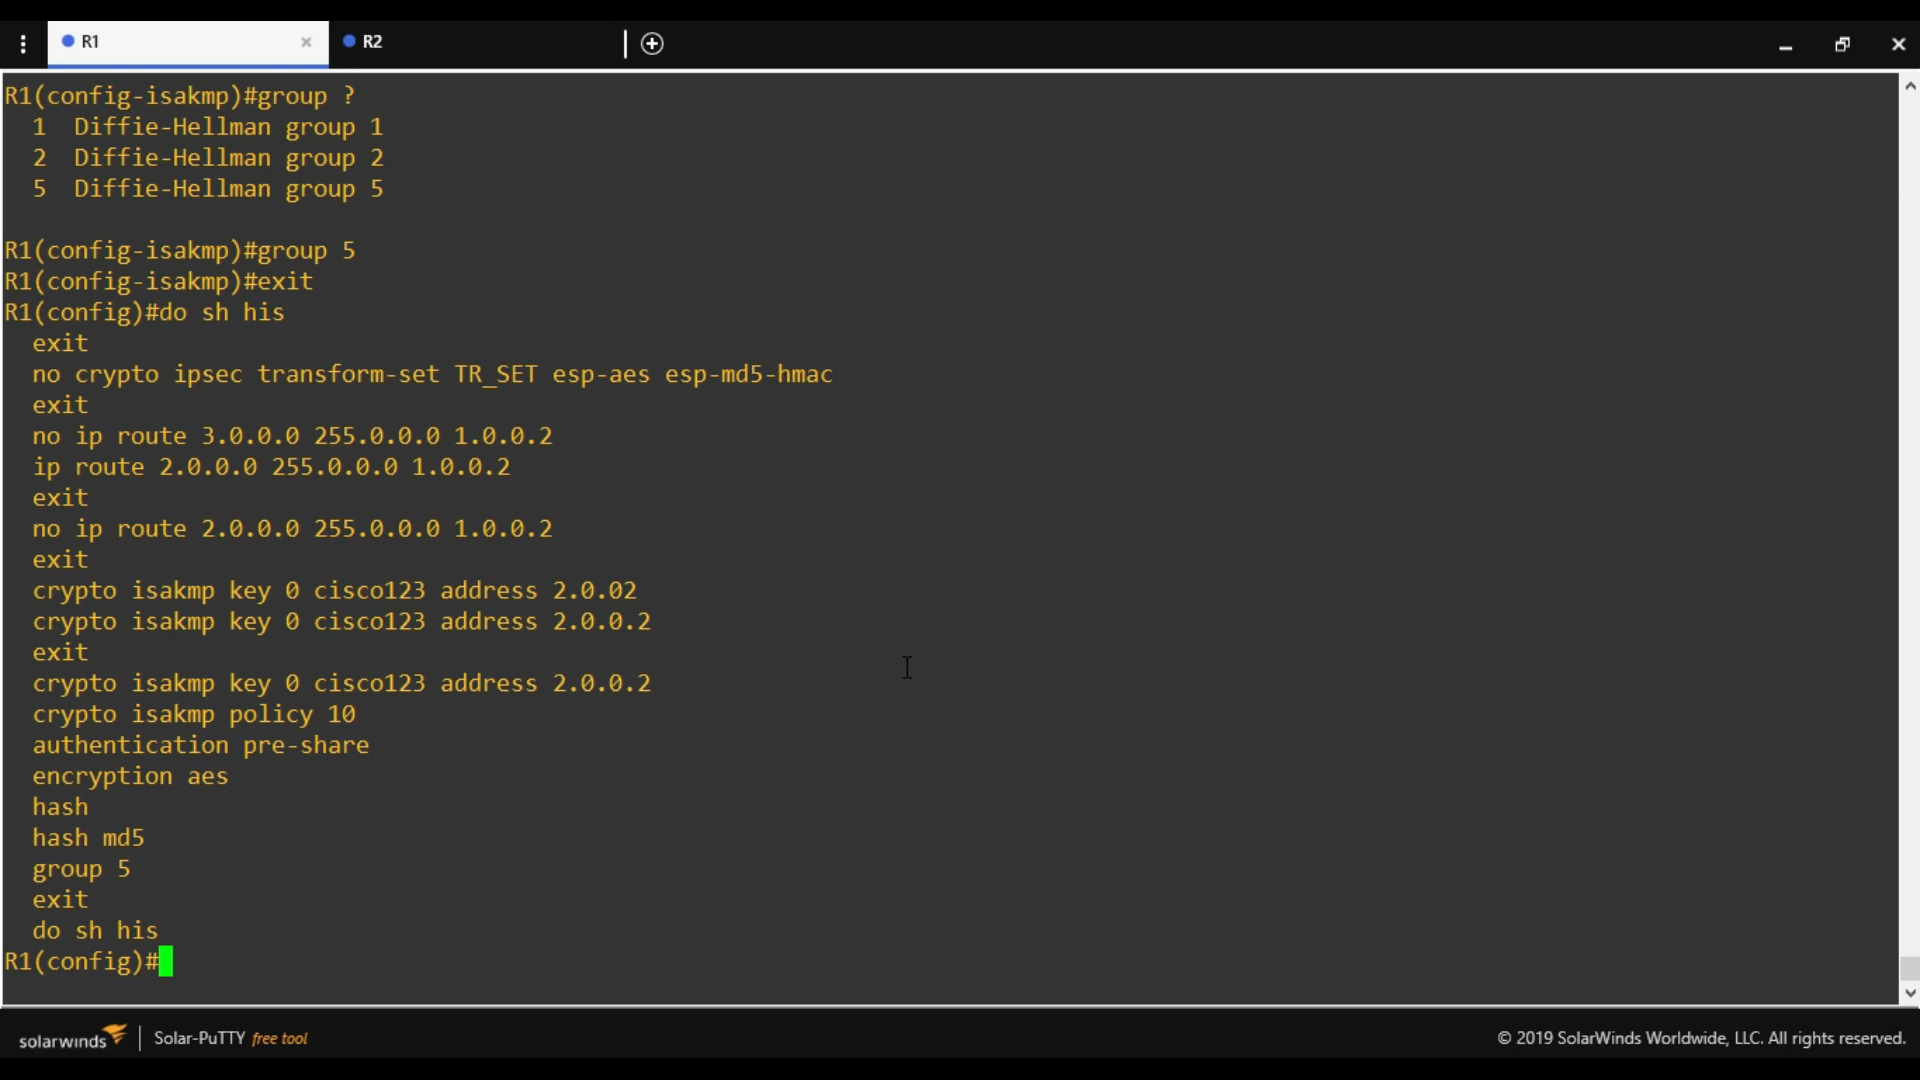 R1
R2
R1(config-isakmp)#group ?
  1  Diffie-Hellman group 1
  2  Diffie-Hellman group 2
  5  Diffie-Hellman group 5
R1(config-isakmp)#group 5
R1(config-isakmp)#exit
R1(config)#do sh his
  exit
  no crypto ipsec transform-set TR_SET esp-aes esp-md5-hmac
  exit
  no ip route 3.0.0.0 255.0.0.0 1.0.0.2
  ip route 2.0.0.0 255.0.0.0 1.0.0.2
  exit
  no ip route 2.0.0.0 255.0.0.0 1.0.0.2
  exit
  crypto isakmp key 0 cisco123 address 2.0.02
  crypto isakmp key 0 cisco123 address 2.0.0.2
  exit
  crypto isakmp key 0 cisco123 address 2.0.0.2
  crypto isakmp policy 10
  authentication pre-share
  encryption aes
  hash
  hash md5
  group 5
  exit
  do sh his
R1(config)#
solarwinds | Solar-PuTTY free tool
© 2019 SolarWinds Worldwide, LLC. All rights reserved.